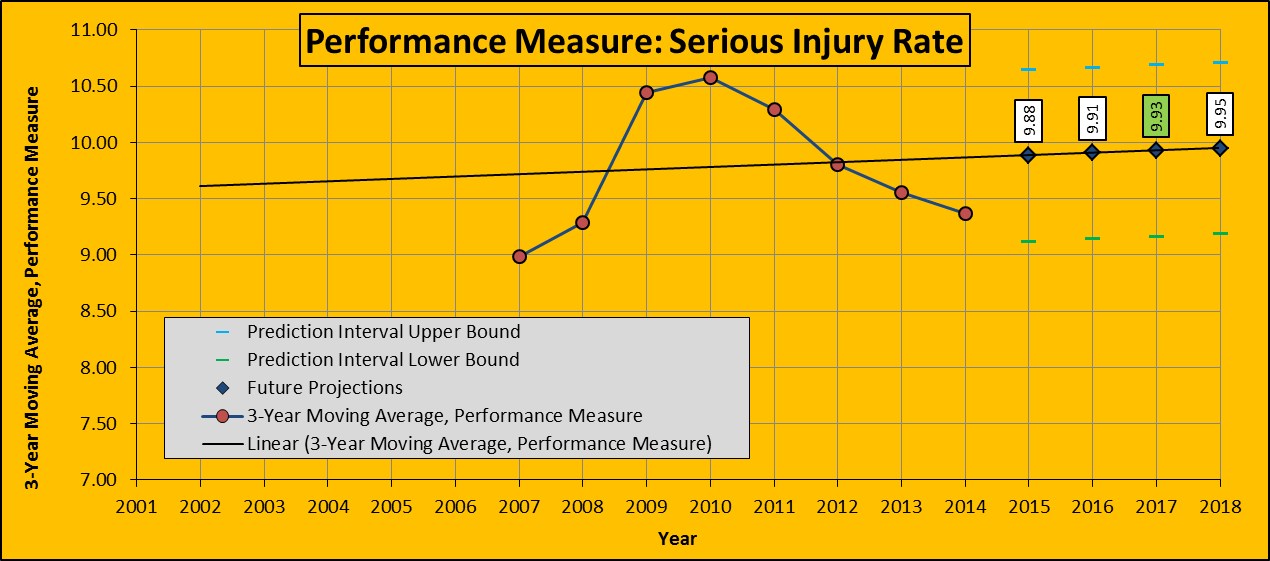 Performance Measure: Serious Injury Rate
3-Year Moving Average, Performance Measure
11.00
10.50
10.00
9.50
9.00
8.50
8.00
7.50
7.00
9.88
9.91
9.93
9.95
Prediction Interval Upper Bound
Prediction Interval Lower Bound
Future Projections
3-Year Moving Average, Performance Measure
Linear (3-Year Moving Average, Performance Measure)
2001 2002 2003 2004 2005 2006 2007 2008 2009 2010 2011 2012 2013 2014 2015 2016 2017 2018
Year